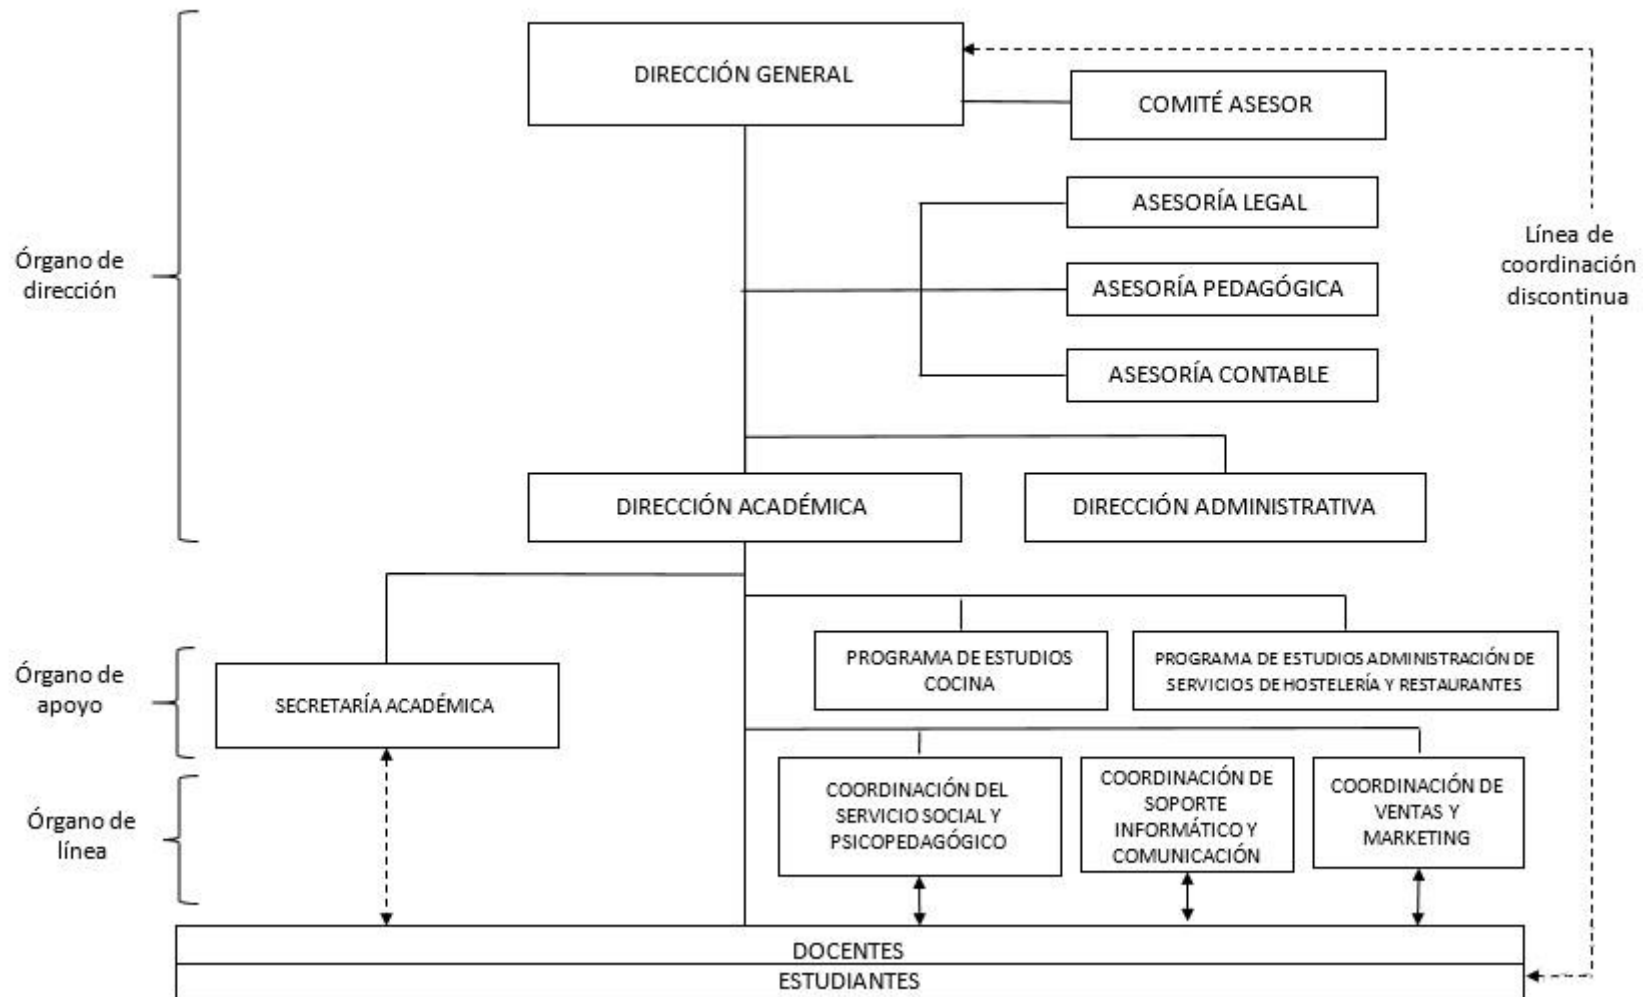 DIRECCIÓN GENERAL
COMITÉ ASESOR
ASESORÍA LEGAL
Órgano de
dirección
Línea de
coordinación
discontinua
ASESORÍA PEDAGÓGICA
ASESORÍA CONTABLE
DIRECCIÓN ACADÉMICA
DIRECCIÓN ADMINISTRATIVA
Órgano de
apoyo
SECRETARÍA ACADÉMICA
PROGRAMA DE ESTUDIOS
COCINA
PROGRAMA DE ESTUDIOS ADMINISTRACIÓN DE
SERVICIOS DE HOSTELERÍA Y RESTAURANTES
Órgano de
línea
COORDINACIÓN DEL
SERVICIO SOCIAL Y
PSICOPEDAGÓGICO
COORDINACIÓN DE
SOPORTE
INFORMÁTICO Y
COMUNICACIÓN
COORDINACIÓN DE
VENTAS Y
MARKETING
DOCENTES
ESTUDIANTES